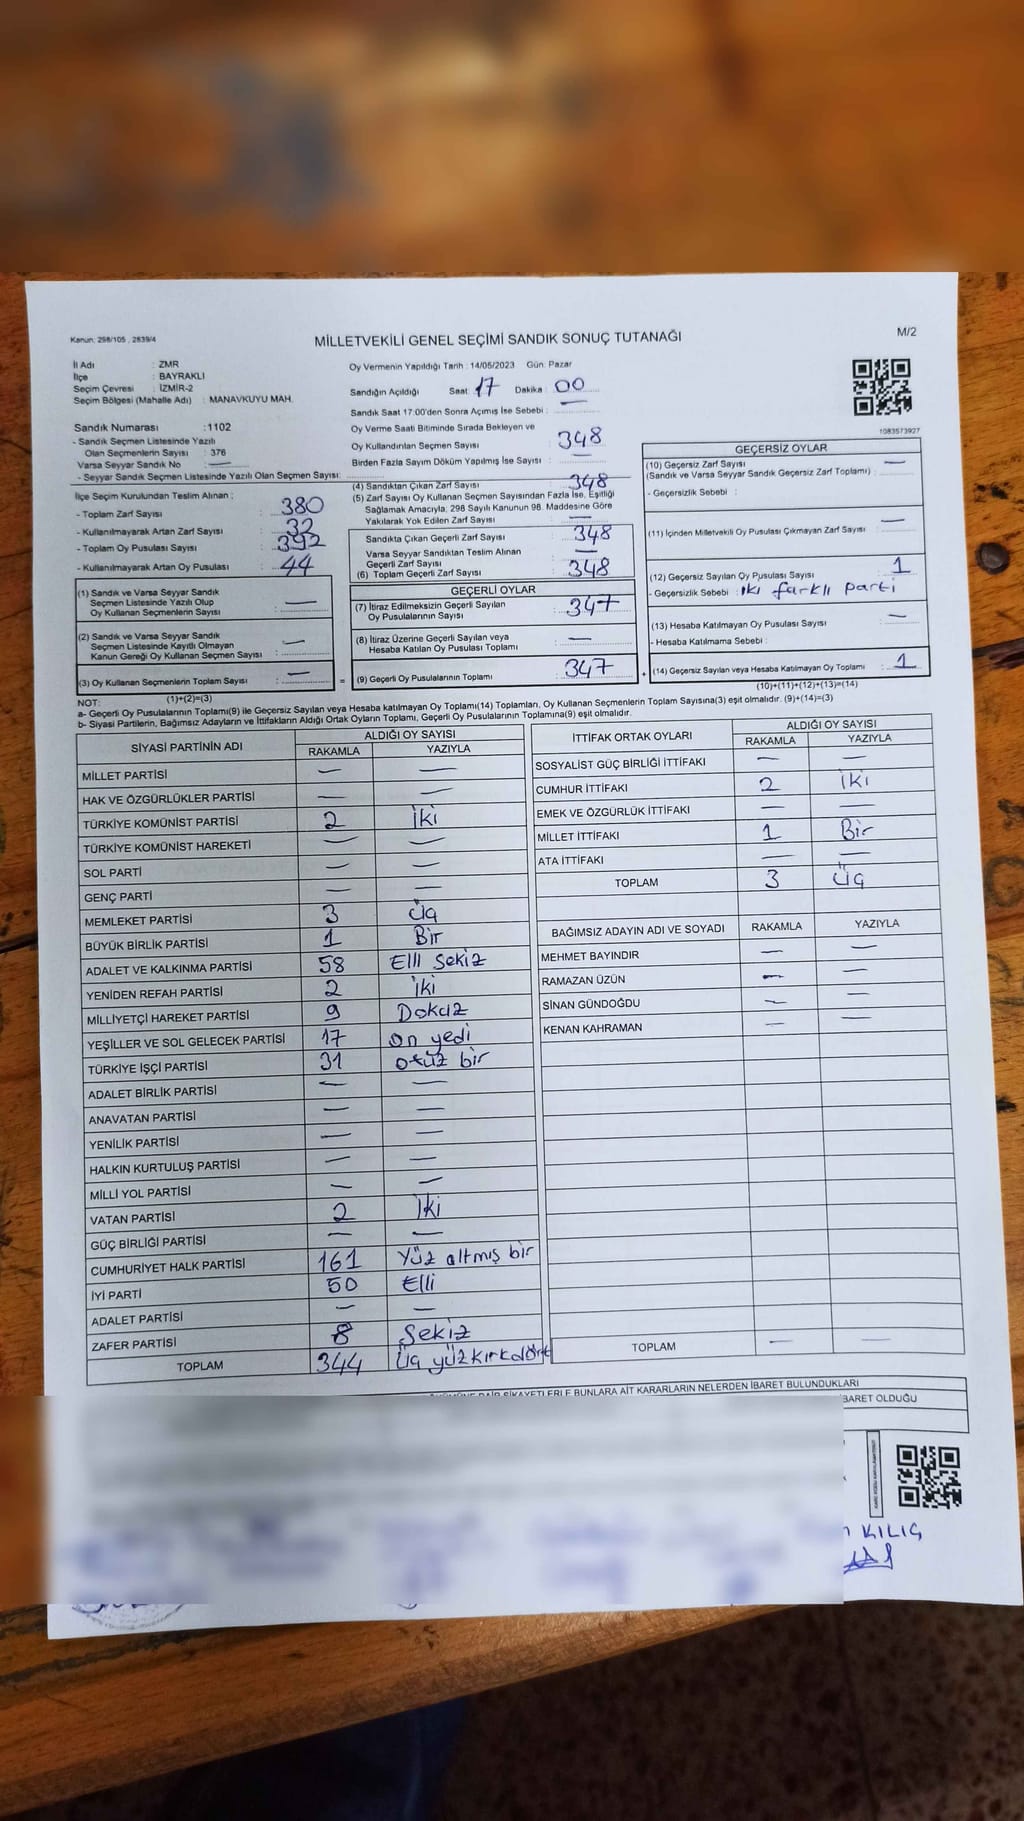 Kanun: 298/105 , 2839/4
MİLLETVEKİLİ GENEL SEÇİMİ SANDIK SONUÇ TUTANAĞI
M/2
İl Adı : ZMR
İlçe : BAYRAKLI
Seçim Çevresi : İZMİR-2
Seçim Bölgesi (Mahalle Adı) : MANAVKUYU MAH.
Oy Vermenin Yapıldığı Tarih : 14/05/2023 Gün: Pazar
Sandığın Açıldığı Saat: 17 Dakika : 00
Sandık Saat 17:00'den Sonra Açımış İse Sebebi : —
Oy Verme Saati Bitiminde Sırada Bekleyen ve
Oy Kullandırılan Seçmen Sayısı : 348
Birden Fazla Sayım Döküm Yapılmış İse Sayısı : —
1083573927
Sandık Numarası :1102
- Sandık Seçmen Listesinde Yazılı
Olan Seçmenlerin Sayısı : 376
Varsa Seyyar Sandık No : —
- Seyyar Sandık Seçmen Listesinde Yazılı Olan Seçmen Sayısı:
İlçe Seçim Kurulundan Teslim Alınan :
- Toplam Zarf Sayısı : 380
- Kullanılmayarak Artan Zarf Sayısı : 32
- Toplam Oy Pusulası Sayısı : 392
- Kullanılmayarak Artan Oy Pusulası : 44
(1) Sandık ve Varsa Seyyar Sandık
Seçmen Listesinde Yazılı Olup
Oy Kullanan Seçmenlerin Sayısı : —
(2) Sandık ve Varsa Seyyar Sandık
Seçmen Listesinde Kayıtlı Olmayan
Kanun Gereği Oy Kullanan Seçmen Sayısı : —
(3) Oy Kullanan Seçmenlerin Toplam Sayısı : —
(1)+(2)=(3)
(4) Sandıktan Çıkan Zarf Sayısı : 348
(5) Zarf Sayısı Oy Kullanan Seçmen Sayısından Fazla İse, Eşitliği
Sağlamak Amacıyla, 298 Sayılı Kanunun 98. Maddesine Göre
Yakılarak Yok Edilen Zarf Sayısı : —
Sandıkta Çıkan Geçerli Zarf Sayısı : 348
Varsa Seyyar Sandıktan Teslim Alınan
Geçerli Zarf Sayısı : —
(6) Toplam Geçerli Zarf Sayısı : 348
GEÇERLİ OYLAR
(7) İtiraz Edilmeksizin Geçerli Sayılan
Oy Pusulalarının Sayısı : 347
(8) İtiraz Üzerine Geçerli Sayılan veya
Hesaba Katılan Oy Pusulası Toplamı : —
= (9) Geçerli Oy Pusulalarının Toplamı : 347
GEÇERSİZ OYLAR
(10) Geçersiz Zarf Sayısı
(Sandık ve Varsa Seyyar Sandık Geçersiz Zarf Toplamı) : —
- Geçersizlik Sebebi :
(11) İçinden Milletvekili Oy Pusulası Çıkmayan Zarf Sayısı : —
(12) Geçersiz Sayılan Oy Pusulası Sayısı : 1
- Geçersizlik Sebebi : iki farklı parti
(13) Hesaba Katılmayan Oy Pusulası Sayısı : —
- Hesaba Katılmama Sebebi :
+ (14) Geçersiz Sayılan veya Hesaba Katılmayan Oy Toplamı : 1
(10)+(11)+(12)+(13)=(14)
NOT:
a- Geçerli Oy Pusulalarının Toplamı(9) ile Geçersiz Sayılan veya Hesaba Katılmayan Oy Toplamı(14) Toplamları, Oy Kullanan Seçmenlerin Toplam Sayısına(3) eşit olmalıdır. (9)+(14)=(3)
b- Siyasi Partilerin, Bağımsız Adayların ve İttifakların Aldığı Ortak Oyların Toplamı, Geçerli Oy Pusulalarının Toplamına(9) eşit olmalıdır.
SİYASİ PARTİNİN ADI ALDIĞI OY SAYISI
RAKAMLA YAZIYLA
MİLLET PARTİSİ — —
HAK VE ÖZGÜRLÜKLER PARTİSİ — —
TÜRKİYE KOMÜNİST PARTİSİ 2 İki
TÜRKİYE KOMÜNİST HAREKETİ — —
SOL PARTİ — —
GENÇ PARTİ — —
MEMLEKET PARTİSİ 3 Üç
BÜYÜK BİRLİK PARTİSİ 1 Bir
ADALET VE KALKINMA PARTİSİ 58 Elli Sekiz
YENİDEN REFAH PARTİSİ 2 İki
MİLLİYETÇİ HAREKET PARTİSİ 9 Dokuz
YEŞİLLER VE SOL GELECEK PARTİSİ 17 On yedi
TÜRKİYE İŞÇİ PARTİSİ 31 otuz bir
ADALET BİRLİK PARTİSİ — —
ANAVATAN PARTİSİ — —
YENİLİK PARTİSİ — —
HALKIN KURTULUŞ PARTİSİ — —
MİLLİ YOL PARTİSİ — —
VATAN PARTİSİ 2 İki
GÜÇ BİRLİĞİ PARTİSİ — —
CUMHURİYET HALK PARTİSİ 161 Yüz altmış bir
İYİ PARTİ 50 Elli
ADALET PARTİSİ — —
ZAFER PARTİSİ 8 Sekiz
TOPLAM 344 Üç yüz kırk dört
İTTİFAK ORTAK OYLARI ALDIĞI OY SAYISI
RAKAMLA YAZIYLA
SOSYALİST GÜÇ BİRLİĞİ İTTİFAKI — —
CUMHUR İTTİFAKI 2 İki
EMEK VE ÖZGÜRLÜK İTTİFAKI — —
MİLLET İTTİFAKI 1 Bir
ATA İTTİFAKI — —
TOPLAM 3 Üç
BAĞIMSIZ ADAYIN ADI VE SOYADI RAKAMLA YAZIYLA
MEHMET BAYINDIR — —
RAMAZAN ÜZÜN — —
SİNAN GÜNDOĞDU — —
KENAN KAHRAMAN — —
TOPLAM — —
ŞİKAYETLERLE BUNLARA AİT KARARLARIN NELERDEN İBARET BULUNDUKLARI
İBARET OLDUĞU
KILIÇ